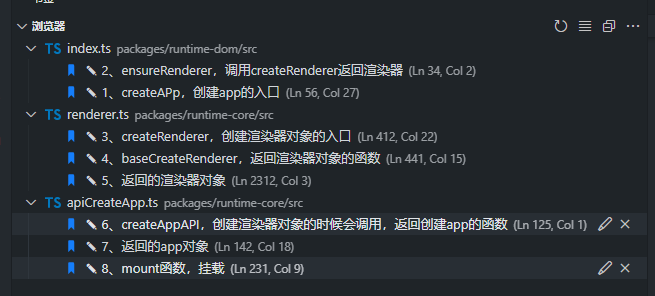 浏览器
TS index.ts packages/runtime-dom/src
2、ensureRenderer，调用createRenderer返回渲染器 (Ln 34, Col 2)
1、createAPp，创建app的入口 (Ln 56, Col 27)
TS renderer.ts packages/runtime-core/src
3、createRenderer，创建渲染器对象的入口 (Ln 412, Col 22)
4、baseCreateRenderer，返回渲染器对象的函数 (Ln 441, Col 15)
5、返回的渲染器对象 (Ln 2312, Col 3)
TS apiCreateApp.ts packages/runtime-core/src
6、createAppAPI，创建渲染器对象的时候会调用，返回创建app的函数 (Ln 125, Col 1)
7、返回的app对象 (Ln 142, Col 18)
8、mount函数，挂载 (Ln 231, Col 9)